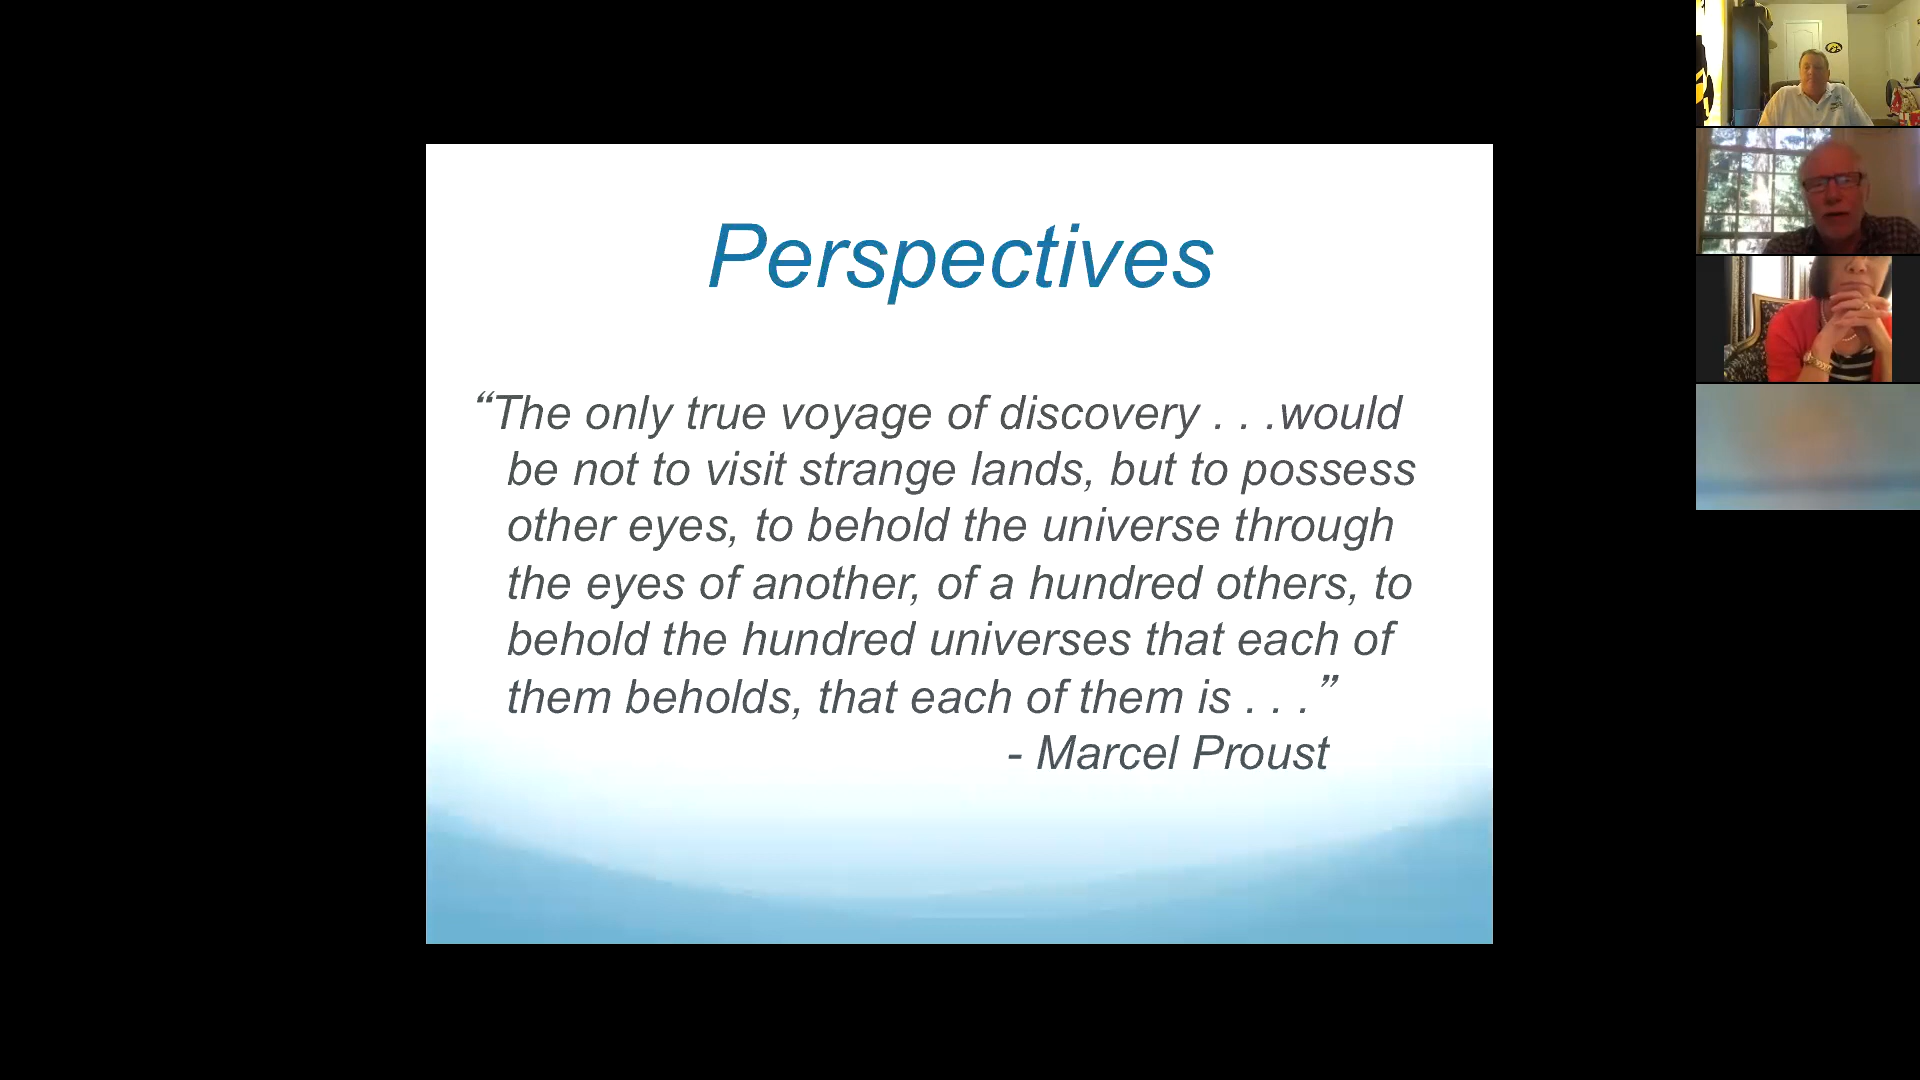 Perspectives
“The only true voyage of discovery . . .would
be not to visit strange lands, but to possess
other eyes, to behold the universe through
the eyes of another, of a hundred others, to
behold the hundred universes that each of
them beholds, that each of them is . . .”
- Marcel Proust